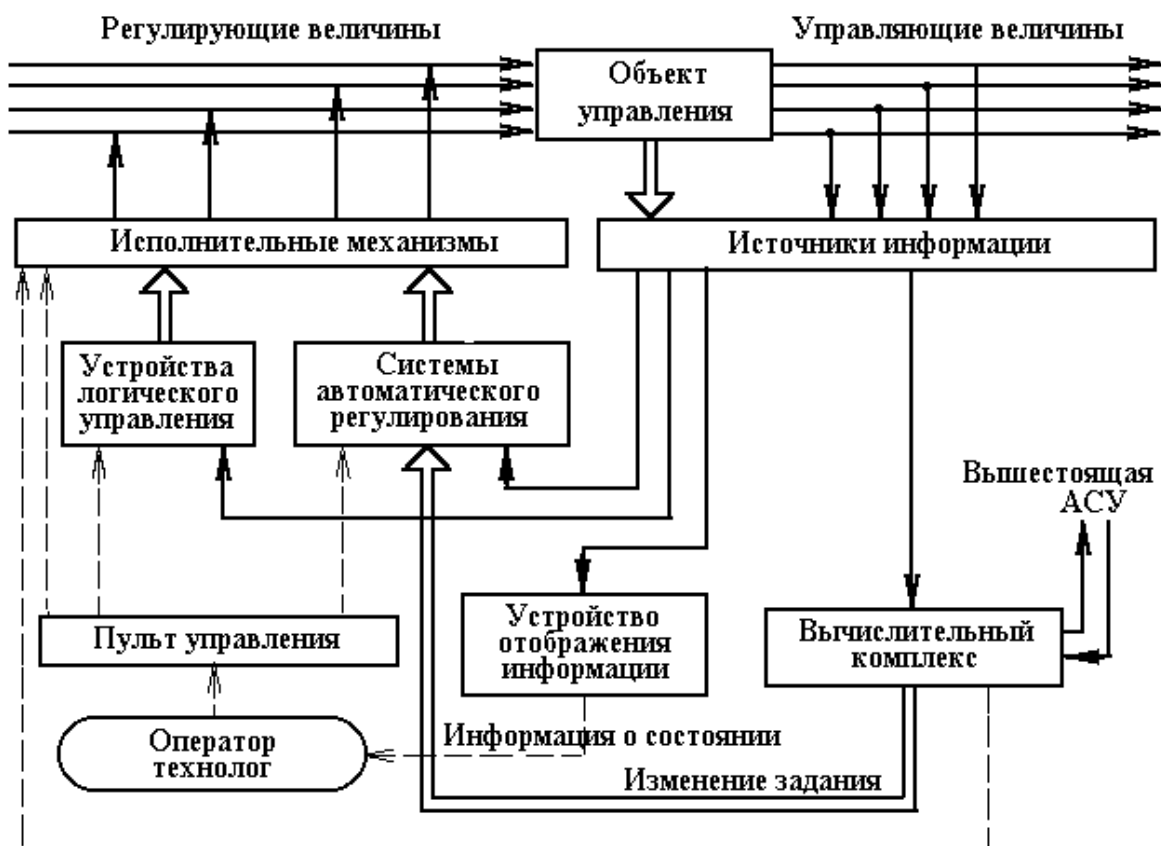 Регулирующие величины
Управляющие величины
Объект
управления
Исполнительные механизмы
Источники информации
Устройства
логического
управления
Системы
автоматического
регулирования
Вышестоящая
АСУ
Пульт управления
Устройство
отображения
информации
Вычислительный
комплекс
Оператор
технолог
Информация о состоянии
Изменение задания